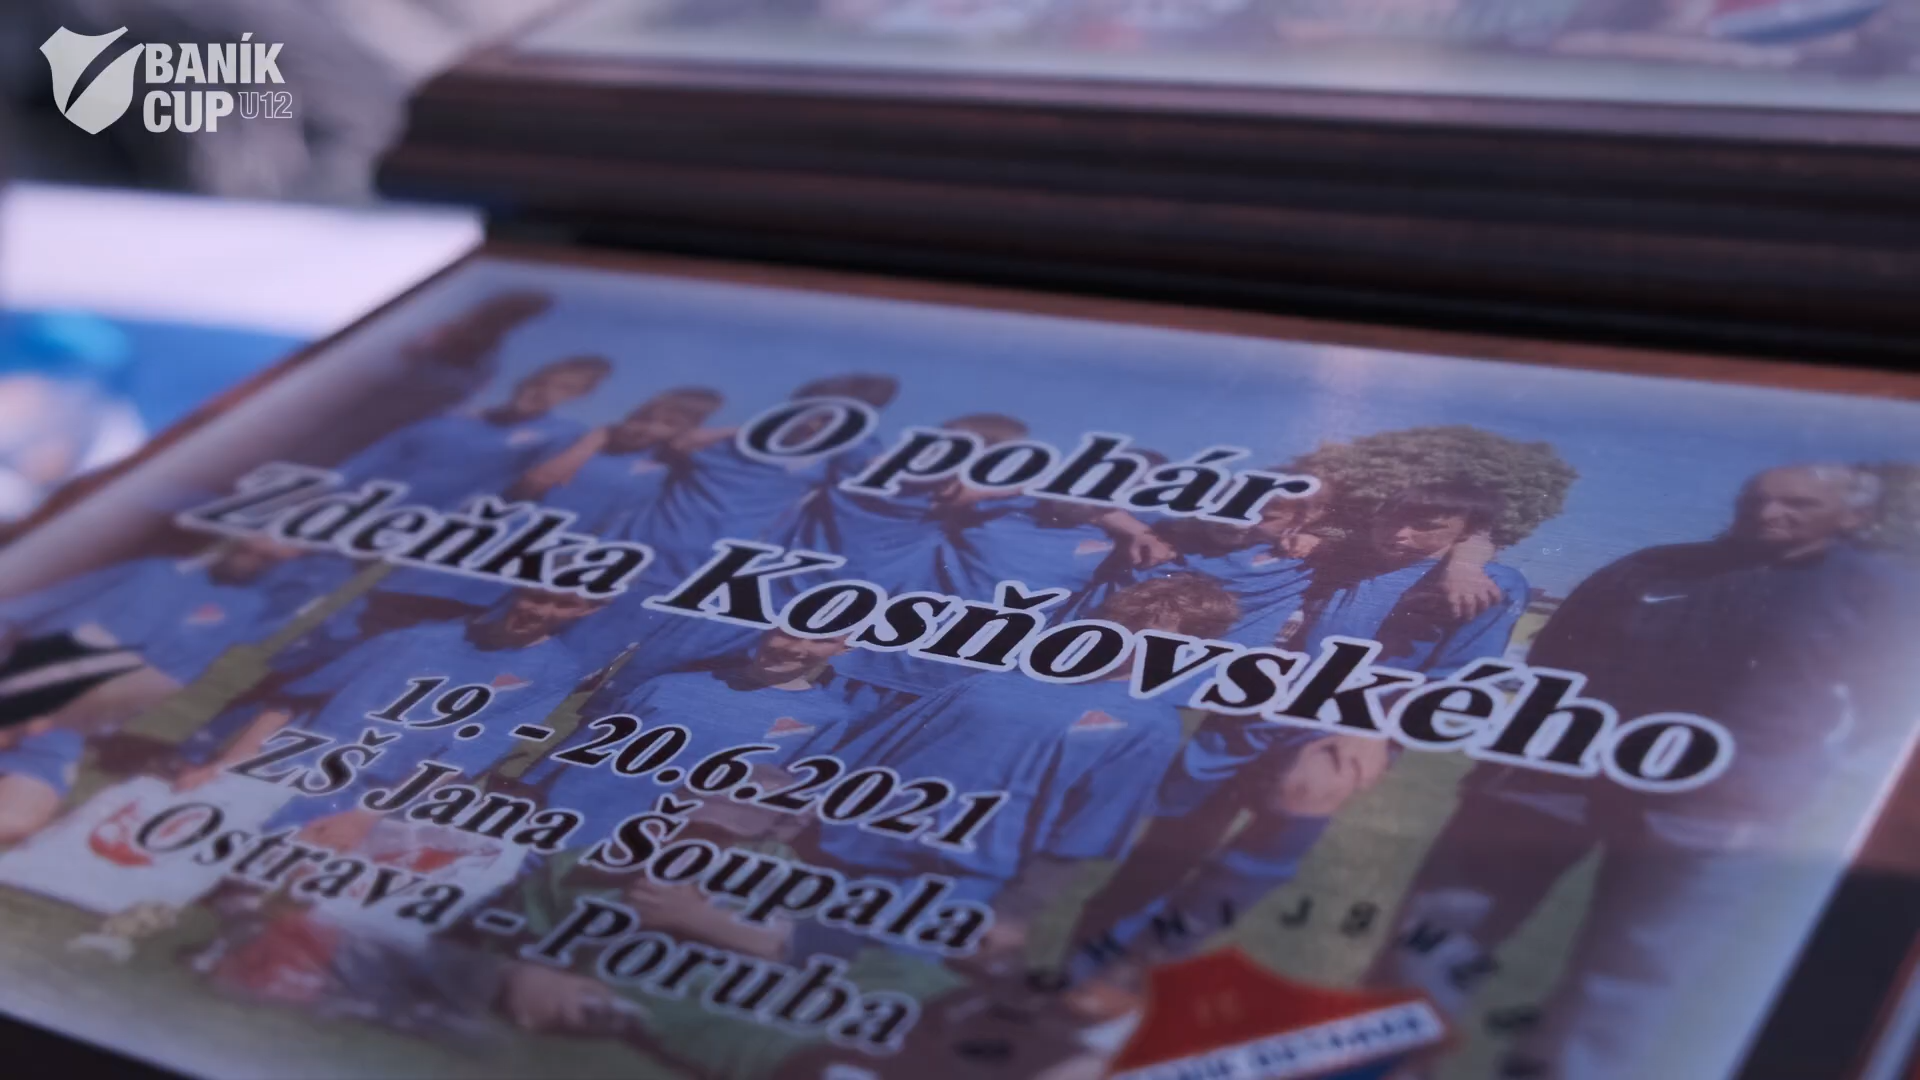 BANÍK
CUP U12
O pohár
Zdeňka Kosňovského
19. - 20.6.2021
ZŠ Jana Šoupala
Ostrava - Poruba